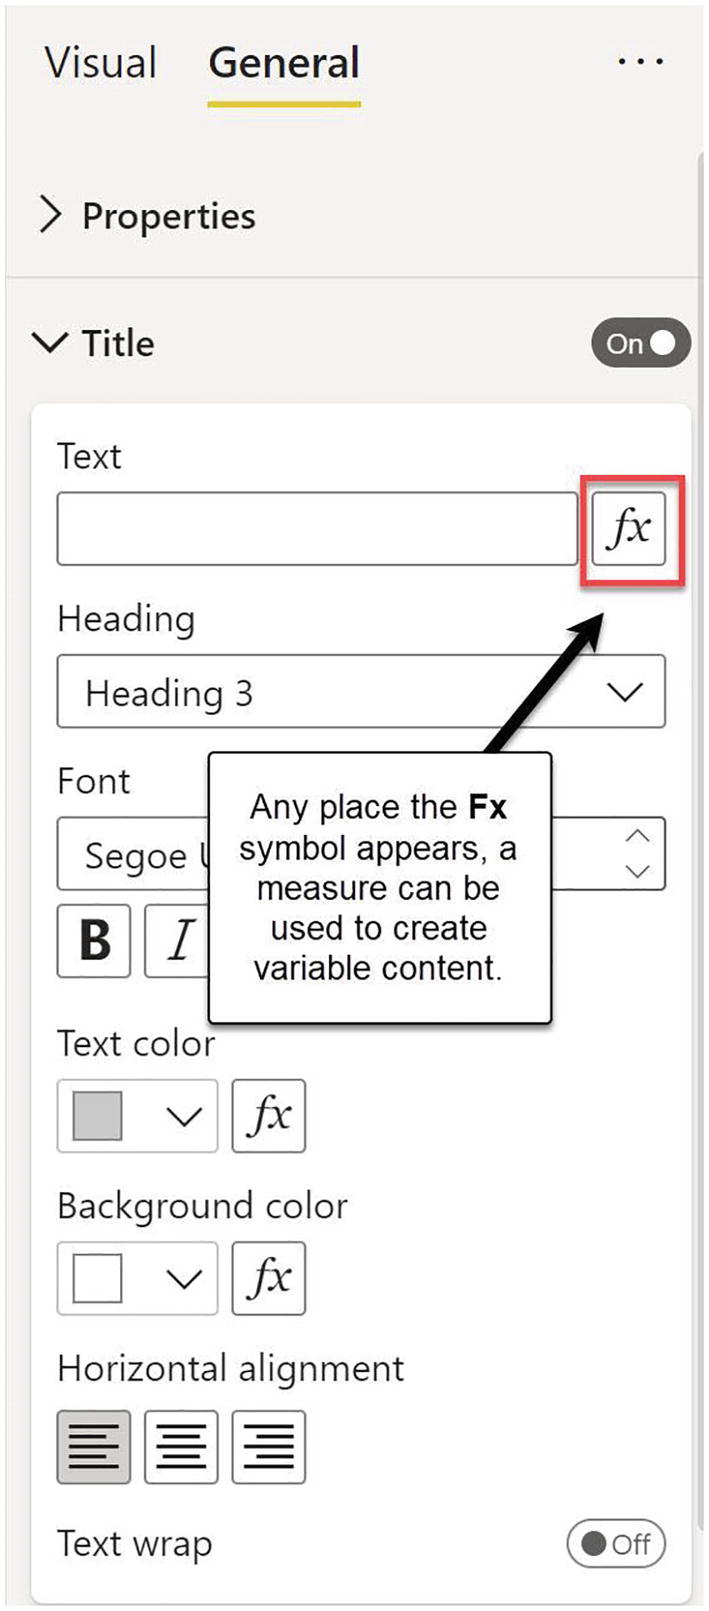 Visual General ...
Properties
Title On
Text
fx
Heading
Heading 3
Font
Segoe
B I
Any place the Fx
symbol appears, a
measure can be
used to create
variable content.
Text color
fx
Background color
fx
Horizontal alignment
Text wrap Off